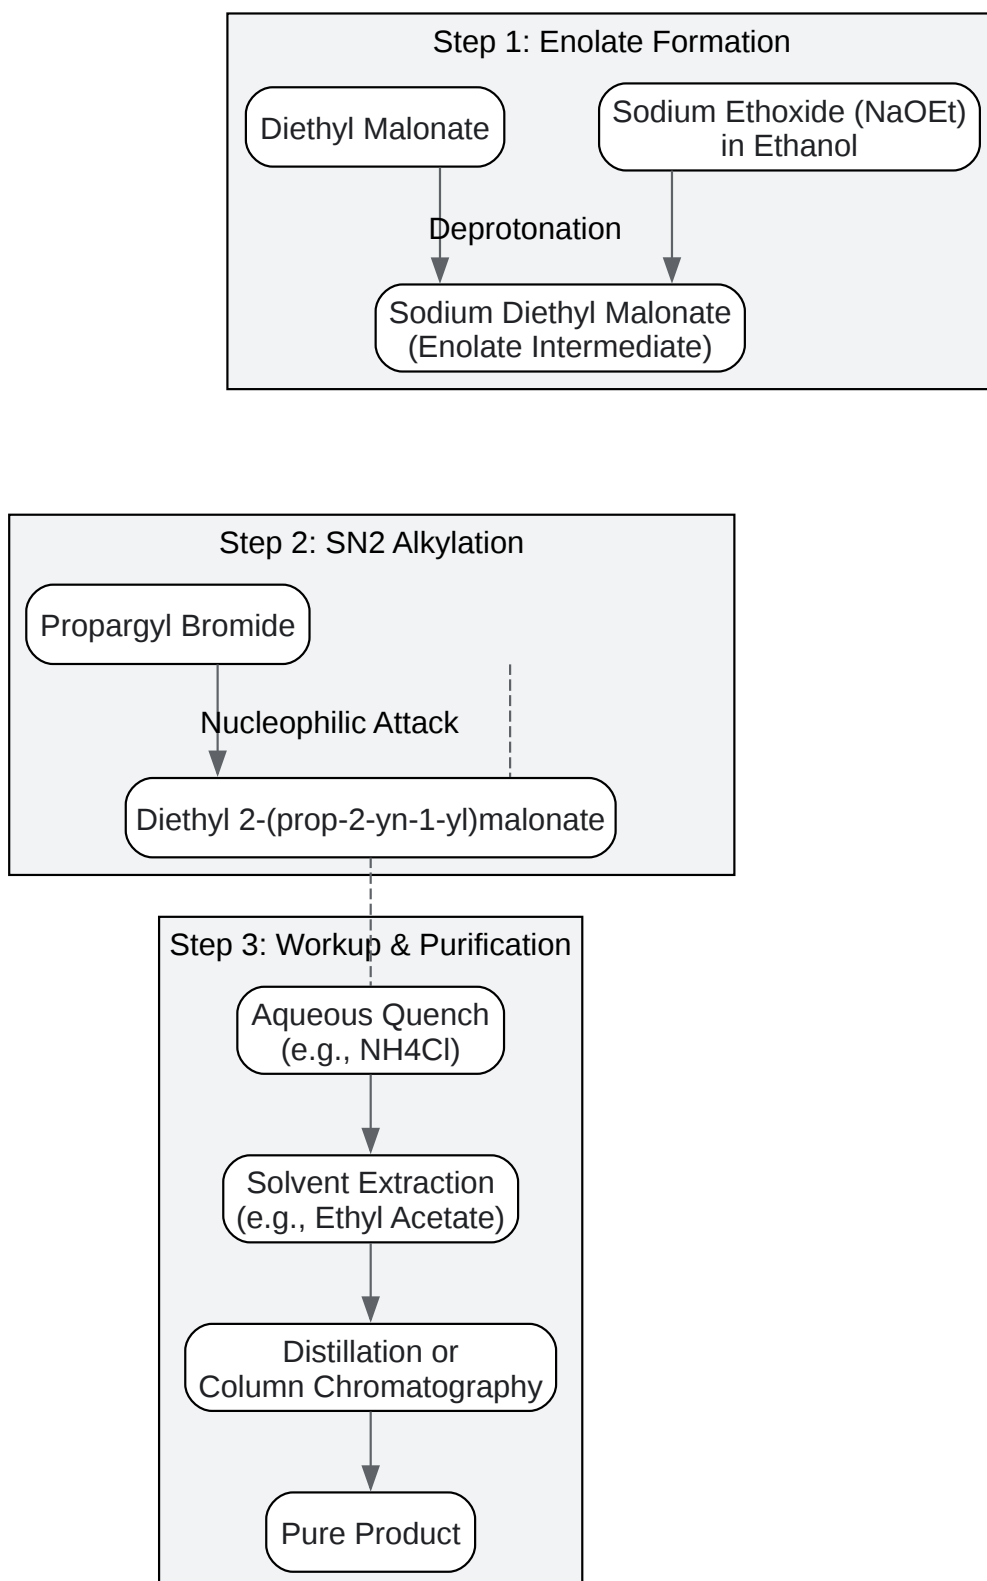 Step 1: Enolate Formation
Diethyl Malonate
Sodium Ethoxide (NaOEt)
in Ethanol
Deprotonation
Sodium Diethyl Malonate
(Enolate Intermediate)
Step 2: SN2 Alkylation
Propargyl Bromide
Nucleophilic Attack
Diethyl 2-(prop-2-yn-1-yl)malonate
Step 3: Workup & Purification
Aqueous Quench
(e.g., NH4Cl)
Solvent Extraction
(e.g., Ethyl Acetate)
Distillation or
Column Chromatography
Pure Product